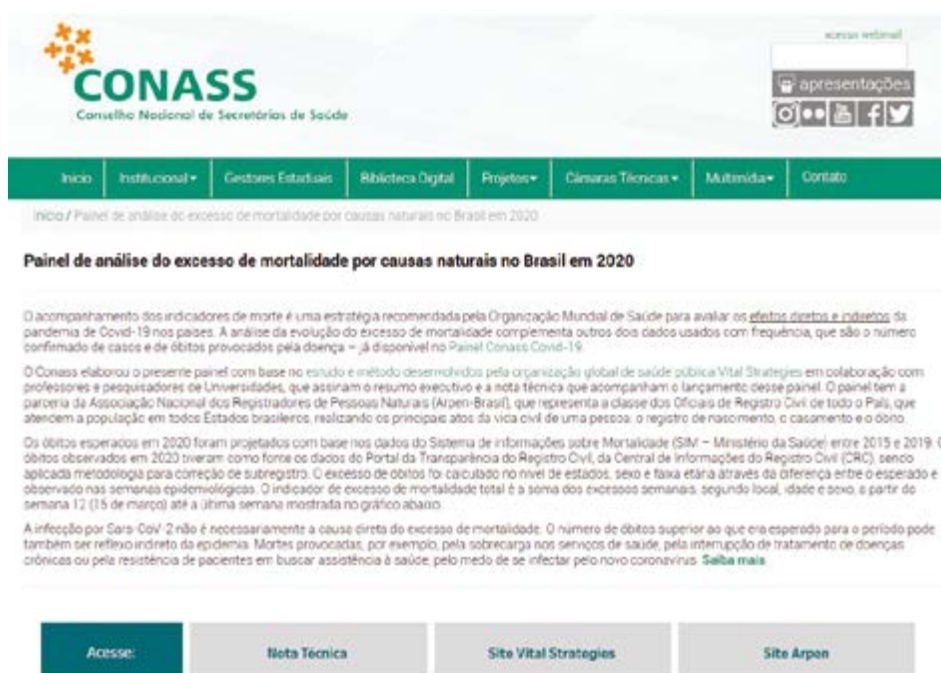 acesso webmail
CONASS
Conselho Nacional de Secretários de Saúde
apresentações
Início Institucional Gestores Estaduais Biblioteca Digital Projetos Câmaras Técnicas Multimídia Contato
Início / Painel de análise do excesso de mortalidade por causas naturais no Brasil em 2020
Painel de análise do excesso de mortalidade por causas naturais no Brasil em 2020
O acompanhamento dos indicadores de morte é uma estratégia recomendada pela Organização Mundial de Saúde para avaliar os efeitos diretos e indiretos da
pandemia de Covid-19 nos países. A análise da evolução do excesso de mortalidade complementa outros dois dados usados com frequência, que são o número
confirmado de casos e de óbitos provocados pela doença – já disponível no Painel Conass Covid-19.
O Conass elaborou o presente painel com base no estudo e método desenvolvidos pela organização global de saúde pública Vital Strategies em colaboração com
professores e pesquisadores de Universidades, que assinam o resumo executivo e a nota técnica que acompanham o lançamento desse painel. O painel tem a
parceria da Associação Nacional dos Registradores de Pessoas Naturais (Arpen-Brasil), que representa a classe dos Oficiais de Registro Civil de todo o País, que
atendem a população em todos Estados brasileiros, realizando os principais atos da vida civil de uma pessoa: o registro de nascimento, o casamento e o óbito.
Os óbitos esperados em 2020 foram projetados com base nos dados do Sistema de informações sobre Mortalidade (SIM – Ministério da Saúde) entre 2015 e 2019. O
óbitos observados em 2020 tiveram como fonte os dados do Portal da Transparência do Registro Civil, da Central de Informações do Registro Civil (CRC), sendo
aplicada metodologia para correção de subregistro. O excesso de óbitos foi calculado no nível de estados, sexo e faixa etária através da diferença entre o esperado e
observado nas semanas epidemiológicas. O indicador de excesso de mortalidade total é a soma dos excessos semanais, segundo local, idade e sexo, a partir da
semana 12 (15 de março) até a última semana mostrada no gráfico abaixo.
A infecção por Sars-CoV-2 não é necessariamente a causa direta do excesso de mortalidade. O número de óbitos superior ao que era esperado para o período pode
também ser reflexo indireto da epidemia. Mortes provocadas, por exemplo, pela sobrecarga nos serviços de saúde, pela interrupção de tratamento de doenças
crônicas ou pela resistência de pacientes em buscar assistência à saúde, pelo medo de se infectar pelo novo coronavírus. Saiba mais
Acesse: Nota Técnica Site Vital Strategies Site Arpen